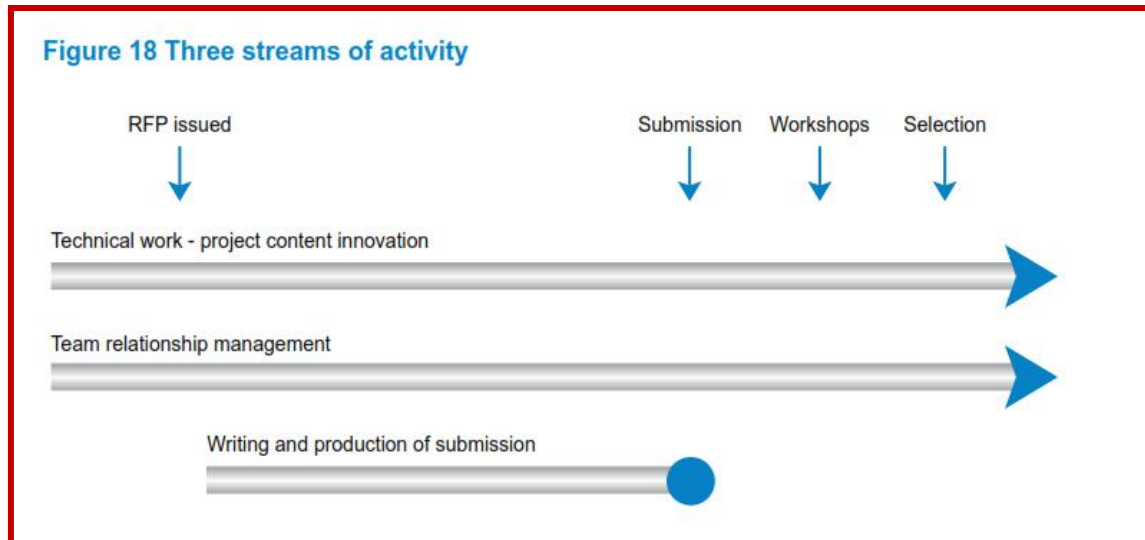 Figure 18 Three streams of activity
RFP issued
Submission
Workshops
Selection
Technical work - project content innovation
Team relationship management
Writing and production of submission